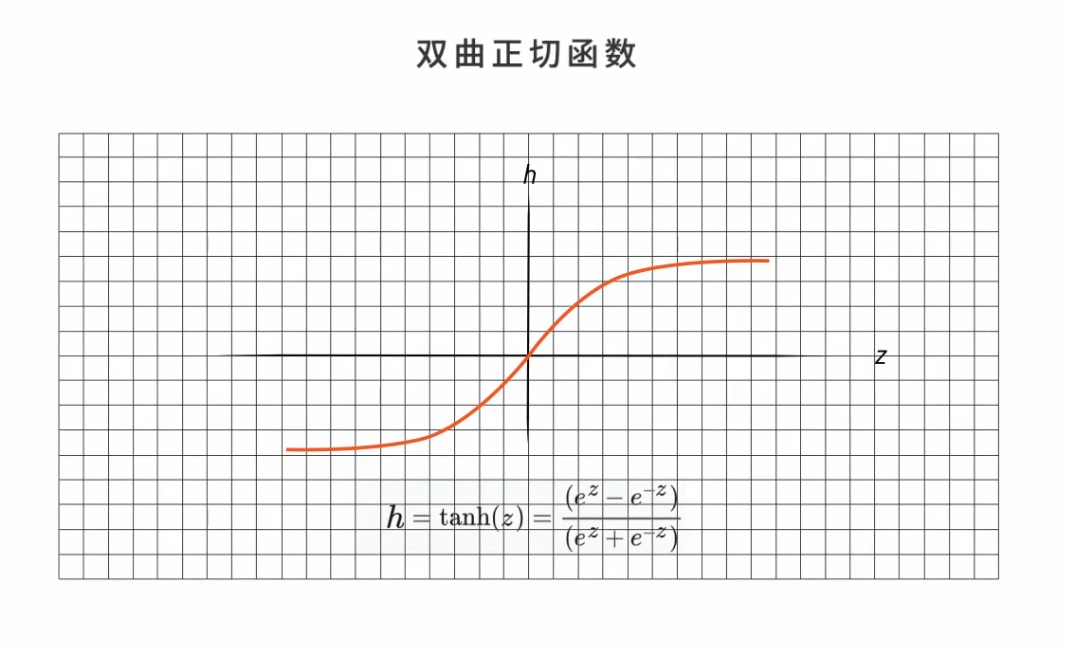 双曲正切函数
h
z
h = tanh(z) = (e^z − e^−z) / (e^z + e^−z)